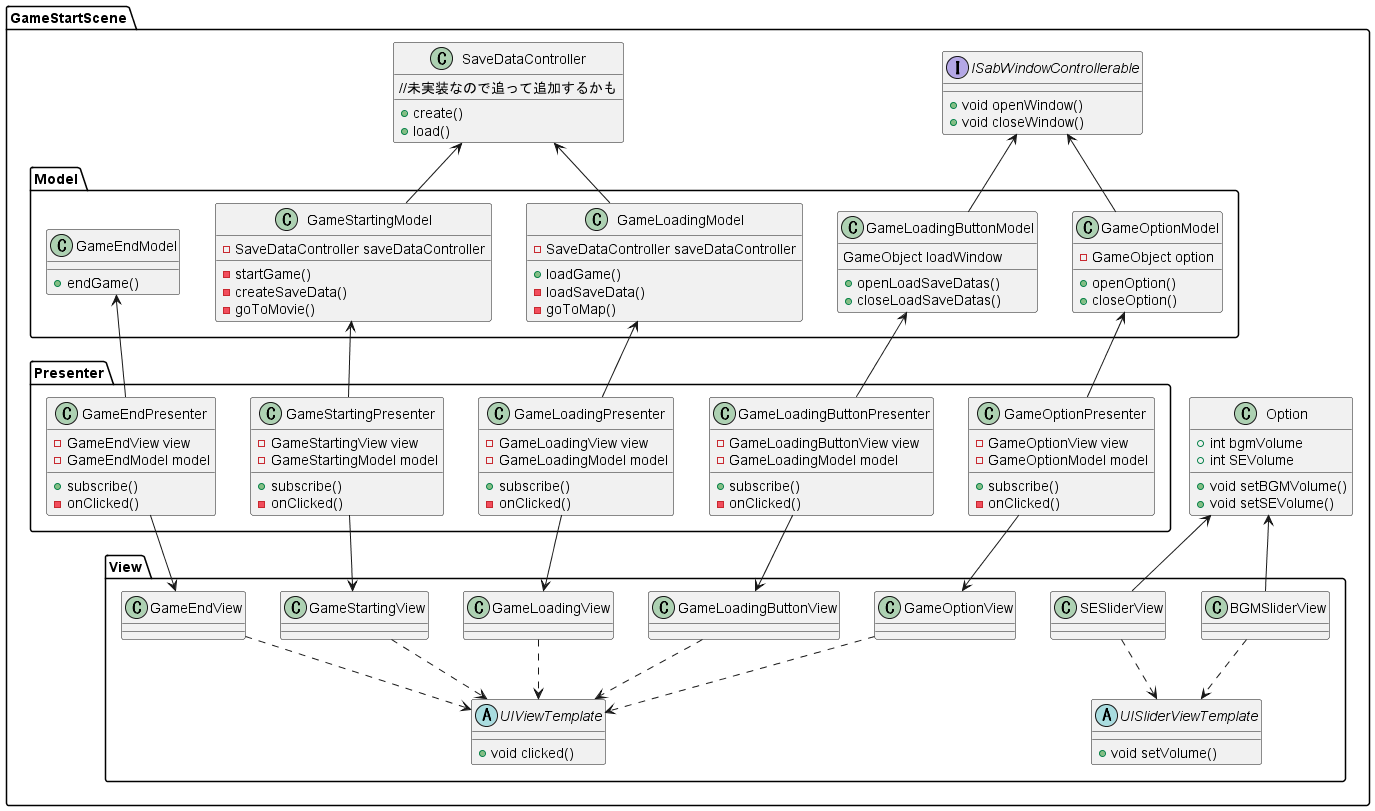 GameStartScene
SaveDataController
//未実装なので追って追加するかも
create()
load()
ISabWindowControllerable
void openWindow()
void closeWindow()
Model
GameEndModel
endGame()
GameStartingModel
SaveDataController saveDataController
startGame()
createSaveData()
goToMovie()
GameLoadingModel
SaveDataController saveDataController
loadGame()
loadSaveData()
goToMap()
GameLoadingButtonModel
GameObject loadWindow
openLoadSaveDatas()
closeLoadSaveDatas()
GameOptionModel
GameObject option
openOption()
closeOption()
Presenter
GameEndPresenter
GameEndView view
GameEndModel model
subscribe()
onClicked()
GameStartingPresenter
GameStartingView view
GameStartingModel model
subscribe()
onClicked()
GameLoadingPresenter
GameLoadingView view
GameLoadingModel model
subscribe()
onClicked()
GameLoadingButtonPresenter
GameLoadingButtonView view
GameLoadingModel model
subscribe()
onClicked()
GameOptionPresenter
GameOptionView view
GameOptionModel model
subscribe()
onClicked()
Option
int bgmVolume
int SEVolume
void setBGMVolume()
void setSEVolume()
View
GameEndView
GameStartingView
GameLoadingView
GameLoadingButtonView
GameOptionView
SESliderView
BGMSliderView
UIViewTemplate
void clicked()
UISliderViewTemplate
void setVolume()